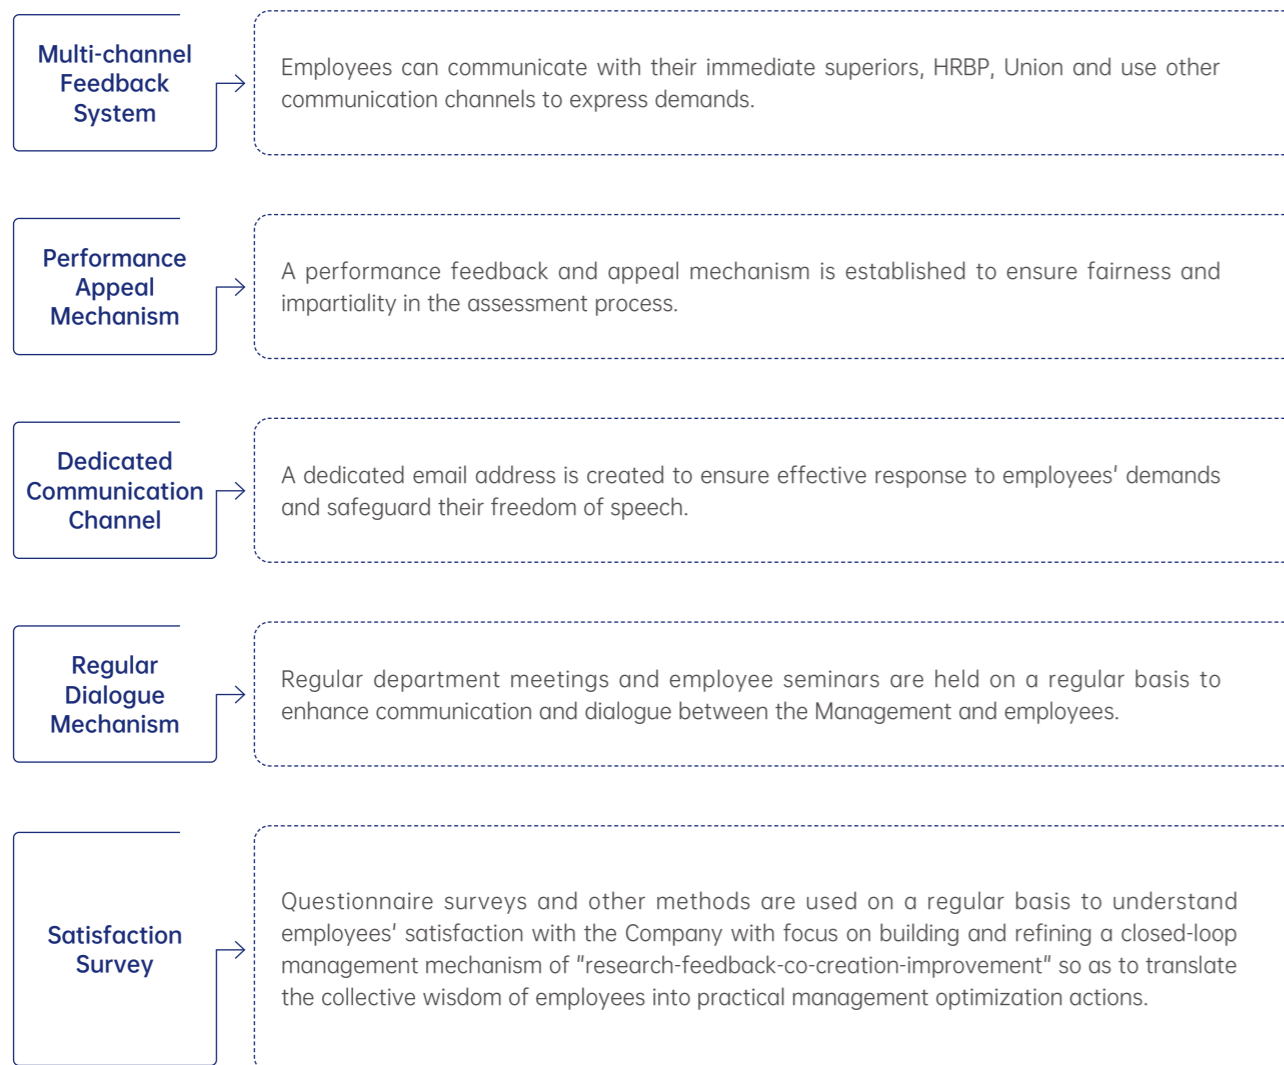 Multi-channel
Feedback
System
Employees can communicate with their immediate superiors, HRBP, Union and use other
communication channels to express demands.
Performance
Appeal
Mechanism
A performance feedback and appeal mechanism is established to ensure fairness and
impartiality in the assessment process.
Dedicated
Communication
Channel
A dedicated email address is created to ensure effective response to employees' demands
and safeguard their freedom of speech.
Regular
Dialogue
Mechanism
Regular department meetings and employee seminars are held on a regular basis to
enhance communication and dialogue between the Management and employees.
Satisfaction
Survey
Questionnaire surveys and other methods are used on a regular basis to understand
employees' satisfaction with the Company with focus on building and refining a closed-loop
management mechanism of "research-feedback-co-creation-improvement" so as to translate
the collective wisdom of employees into practical management optimization actions.